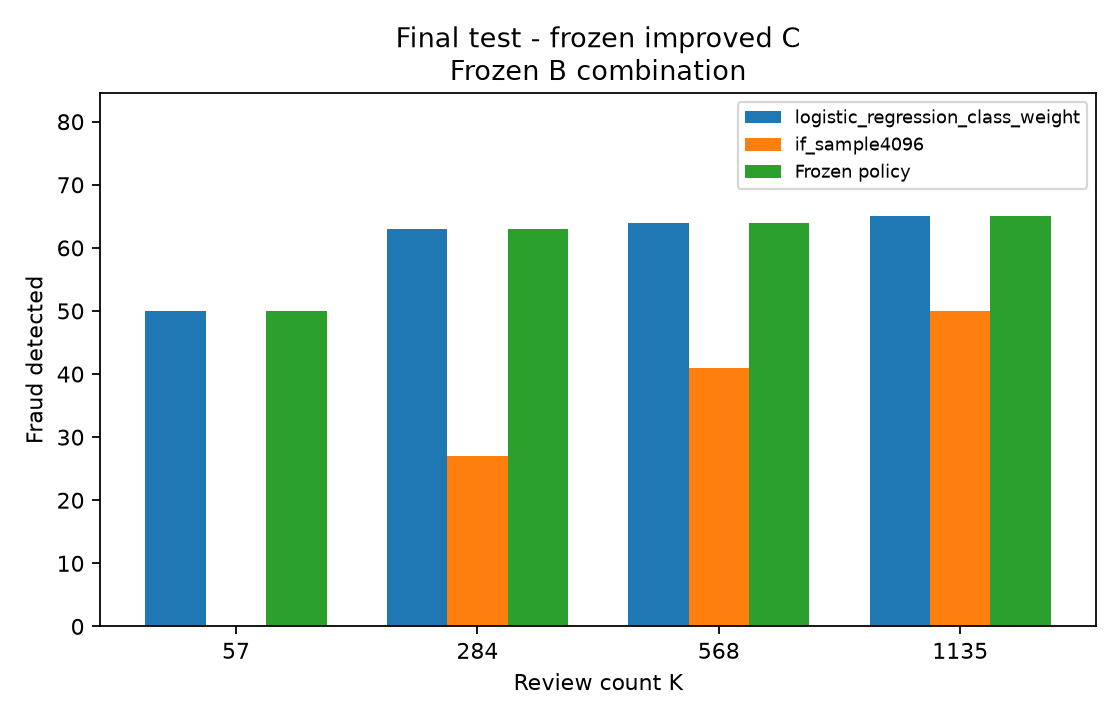 Final test - frozen improved C
Frozen B combination
logistic_regression_class_weight
if_sample4096
Frozen policy
Fraud detected
80
70
60
50
40
30
20
10
0
57 284 568 1135
Review count K